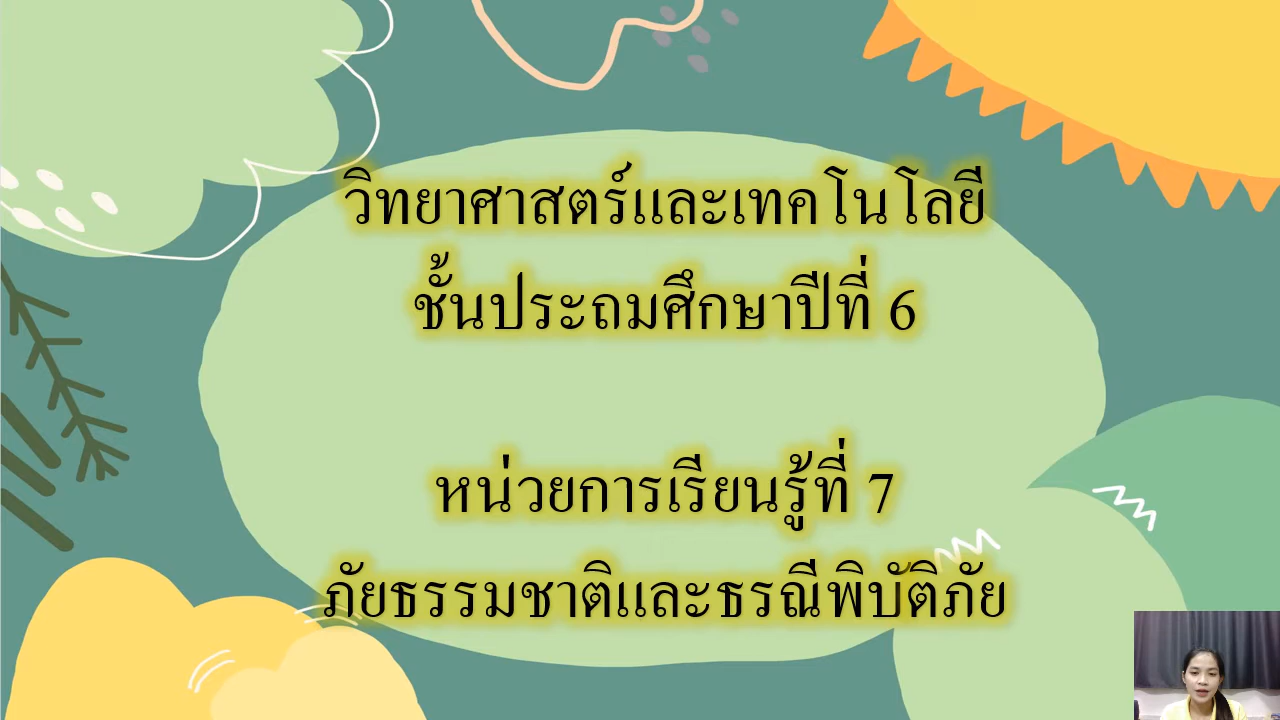 วิทยาศาสตร์และเทคโนโลยี
ชั้นประถมศึกษาปีที่ 6
หน่วยการเรียนรู้ที่ 7
ภัยธรรมชาติและธรณีพิบัติภัย